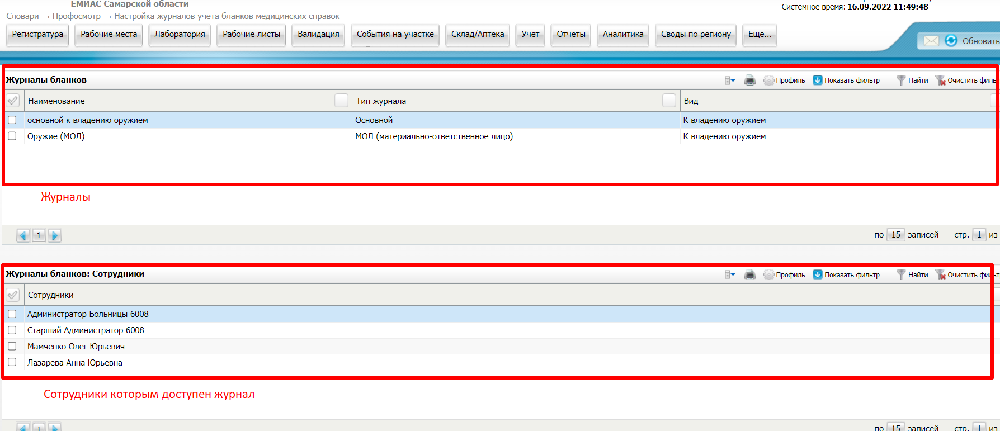 ЕМИАС Самарской области
Системное время: 16.09.2022 11:49:48
Словари → Профосмотр → Настройка журналов учета бланков медицинских справок
Регистратура Рабочие места Лаборатория Рабочие листы Валидация События на участке Склад/Аптека Учет Отчеты Аналитика Своды по региону Еще...
Обновить
Журналы бланков Профиль Показать фильтр Найти Очистить фильт
Наименование Тип журнала Вид
основной к владению оружием Основной К владению оружием
Оружие (МОЛ) МОЛ (материально-ответственное лицо) К владению оружием
Журналы
1 по 15 записей стр. 1 из
Журналы бланков: Сотрудники Профиль Показать фильтр Найти Очистить фильт
Сотрудники
Администратор Больницы 6008
Старший Администратор 6008
Мамченко Олег Юрьевич
Лазарева Анна Юрьевна
Сотрудники которым доступен журнал
1 по 15 записей стр. 1 из